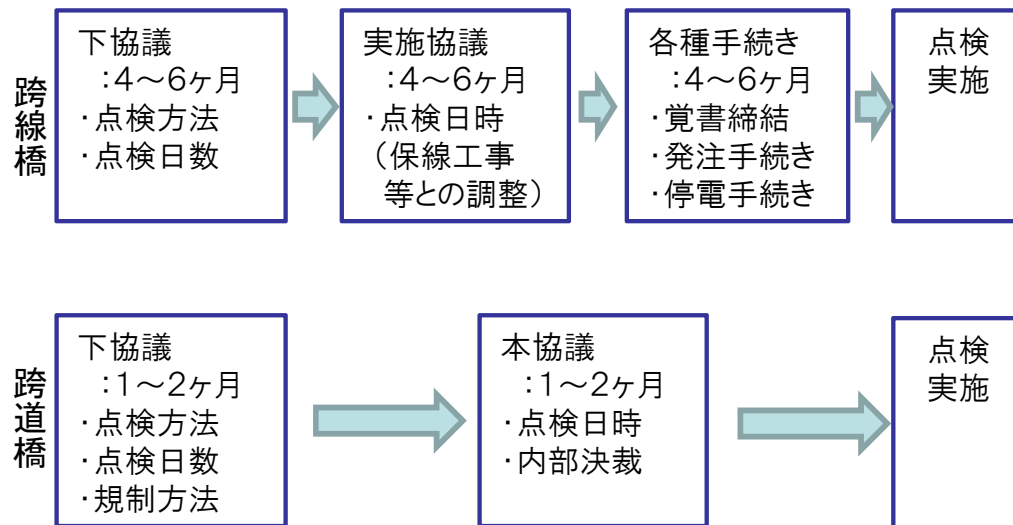 跨線橋
下協議
:4～6ヶ月
・点検方法
・点検日数
実施協議
:4～6ヶ月
・点検日時
（保線工事
等との調整）
各種手続き
:4～6ヶ月
・覚書締結
・発注手続き
・停電手続き
点検
実施
跨道橋
下協議
:1～2ヶ月
・点検方法
・点検日数
・規制方法
本協議
:1～2ヶ月
・点検日時
・内部決裁
点検
実施